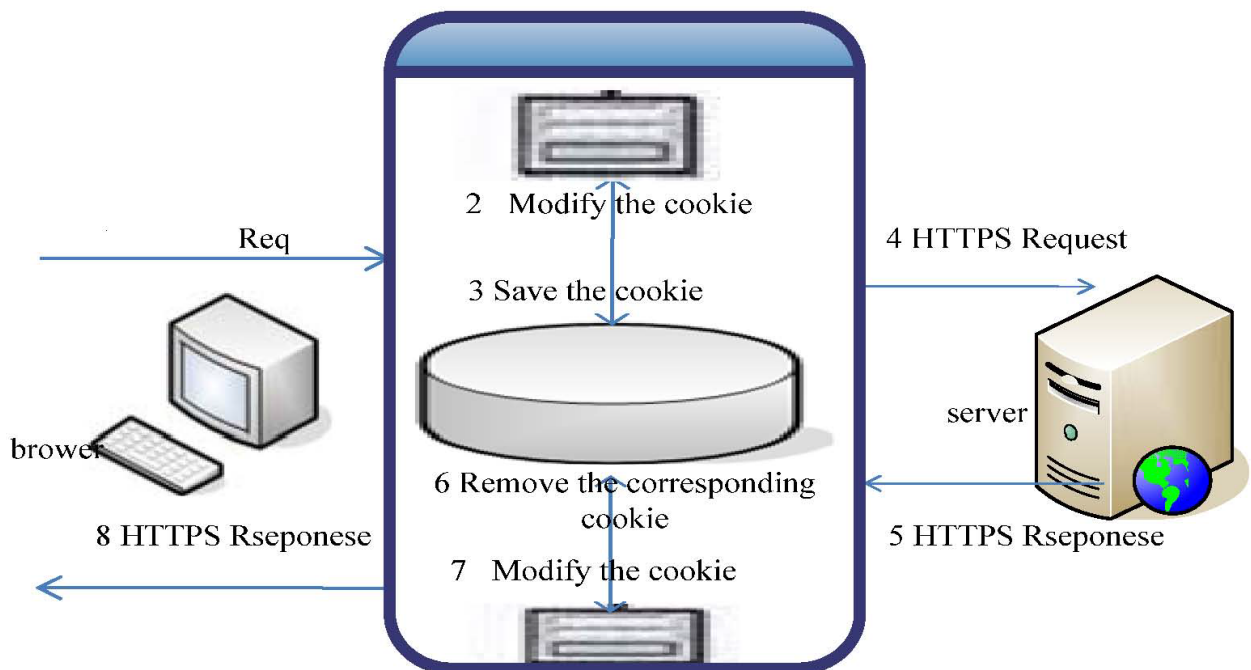 2 Modify the cookie
Req
4 HTTPS Request
3 Save the cookie
server
brower
6 Remove the corresponding
cookie
8 HTTPS Rseponese
5 HTTPS Rseponese
7 Modify the cookie